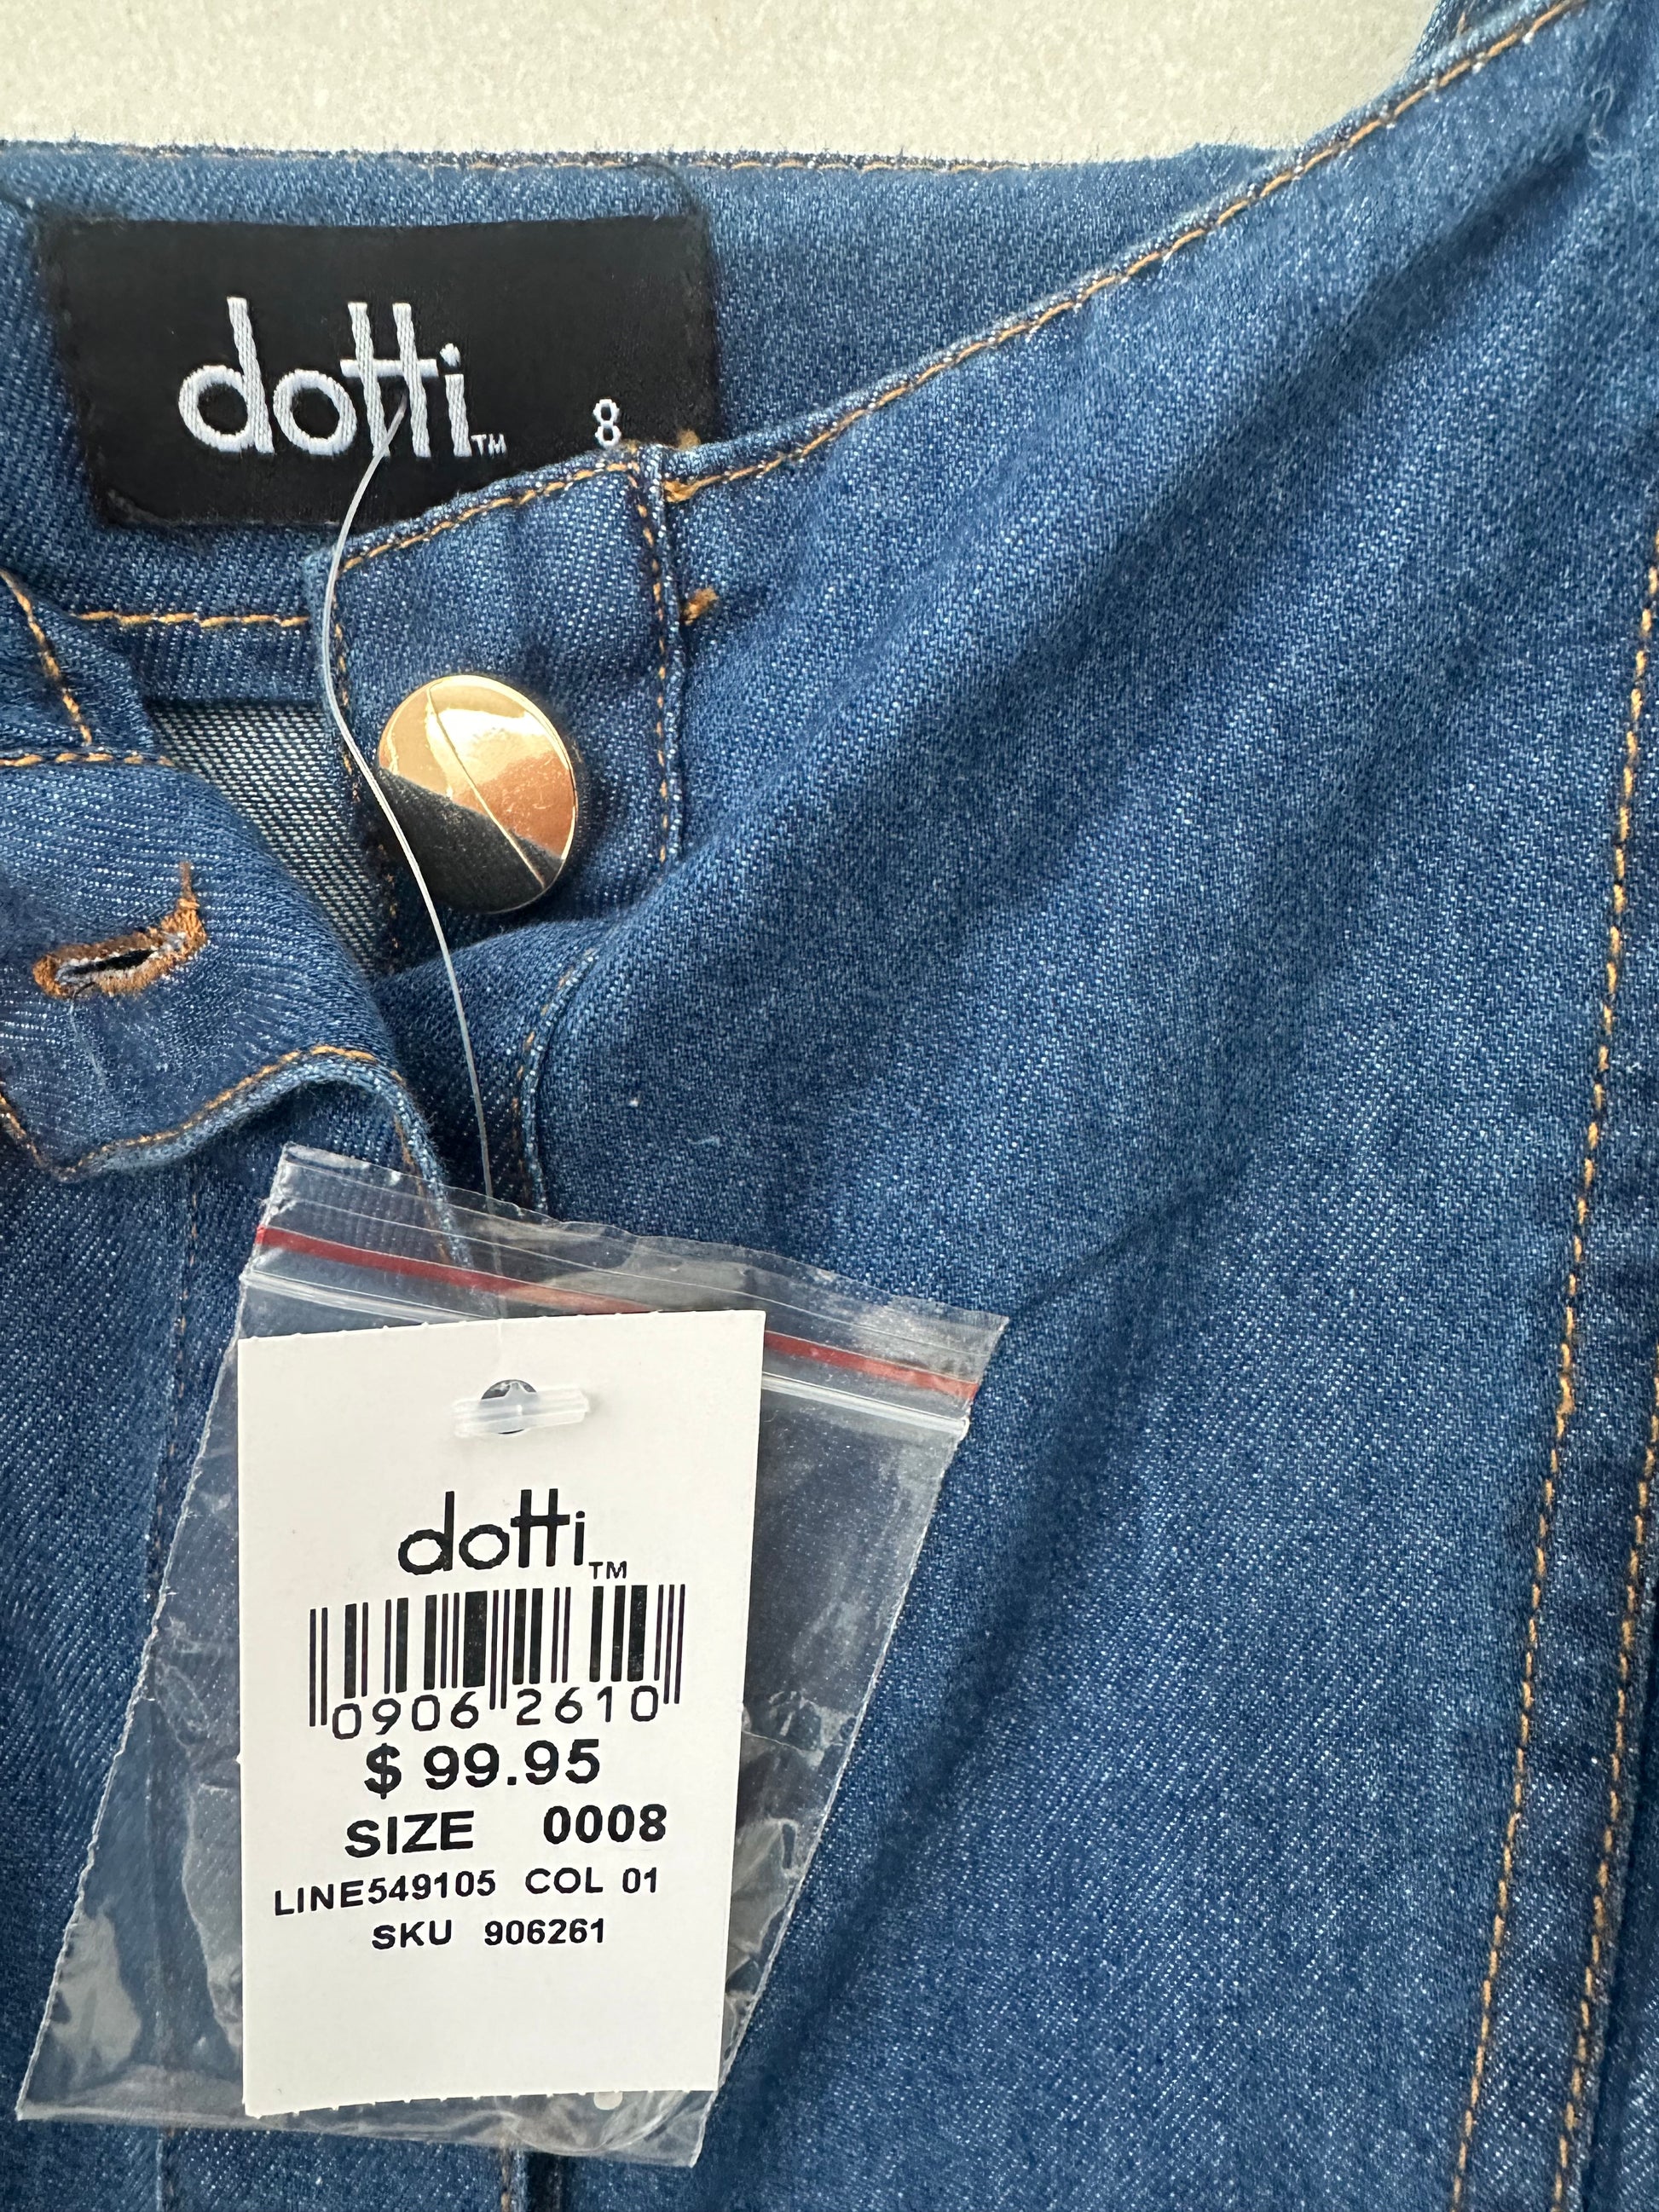 dotti™ 8
dotti™
0906 2610
$ 99.95
SIZE 0008
LINE549105 COL 01
SKU 906261